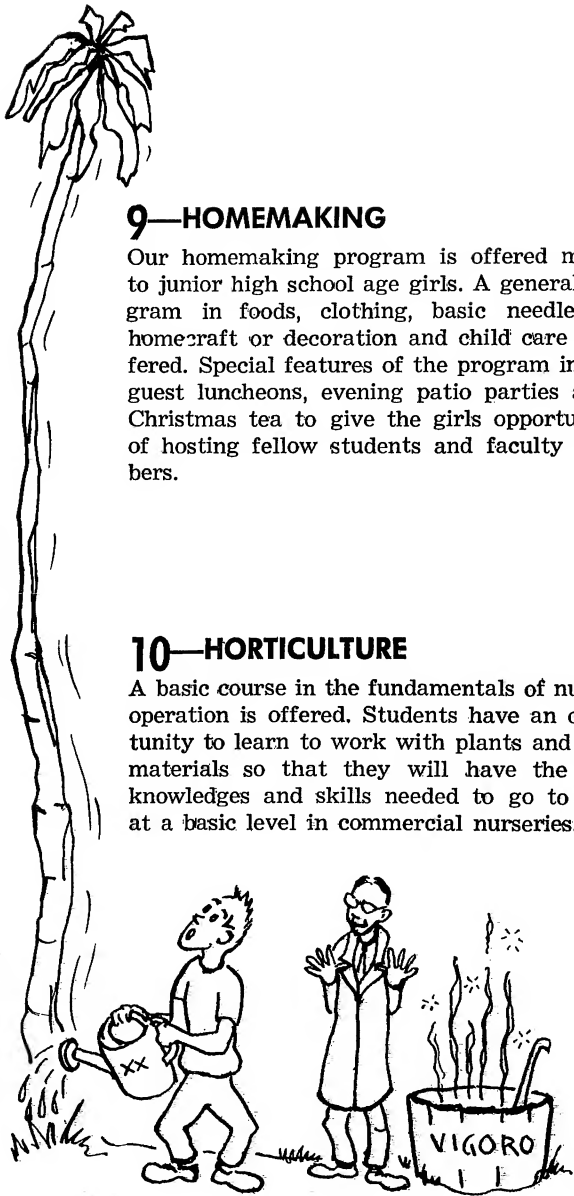 9—HOMEMAKING
Our homemaking program is offered m
to junior high school age girls. A general
gram in foods, clothing, basic needle
homecraft or decoration and child care
fered. Special features of the program in
guest luncheons, evening patio parties a
Christmas tea to give the girls opportu
of hosting fellow students and faculty
bers.
10—HORTICULTURE
A basic course in the fundamentals of nu
operation is offered. Students have an o
tunity to learn to work with plants and
materials so that they will have the
knowledges and skills needed to go to
at a basic level in commercial nurseries
XX
VIGORO